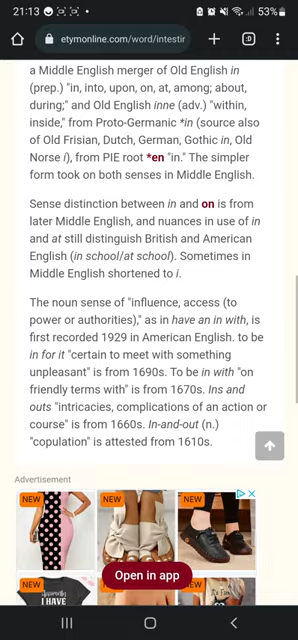 21:13
53%
etymonline.com/word/intestir
:D
a Middle English merger of Old English in
(prep.) "in, into, upon, on, at, among; about,
during;" and Old English inne (adv.) "within,
inside," from Proto-Germanic *in (source also
of Old Frisian, Dutch, German, Gothic in, Old
Norse i), from PIE root *en "in." The simpler
form took on both senses in Middle English.
Sense distinction between in and on is from
later Middle English, and nuances in use of in
and at still distinguish British and American
English (in school/at school). Sometimes in
Middle English shortened to i.
The noun sense of "influence, access (to
power or authorities)," as in have an in with, is
first recorded 1929 in American English. to be
in for it "certain to meet with something
unpleasant" is from 1690s. To be in with "on
friendly terms with" is from 1670s. Ins and
outs "intricacies, complications of an action or
course" is from 1660s. In-and-out (n.)
"copulation" is attested from 1610s.
Advertisement
NEW NEW NEW
NEW NEW NEW
I HAVE
Open in app